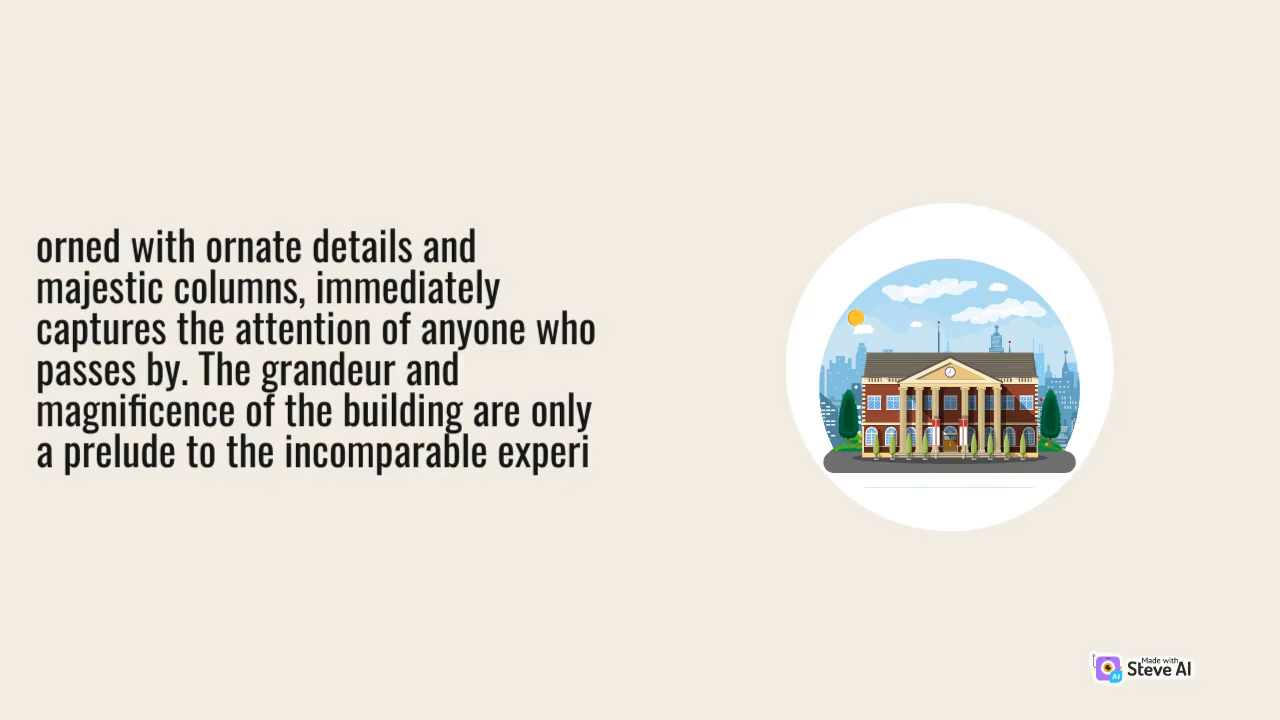 orned with ornate details and
majestic columns, immediately
captures the attention of anyone who
passes by. The grandeur and
magnificence of the building are only
a prelude to the incomparable experi
Made with
Steve AI
AI